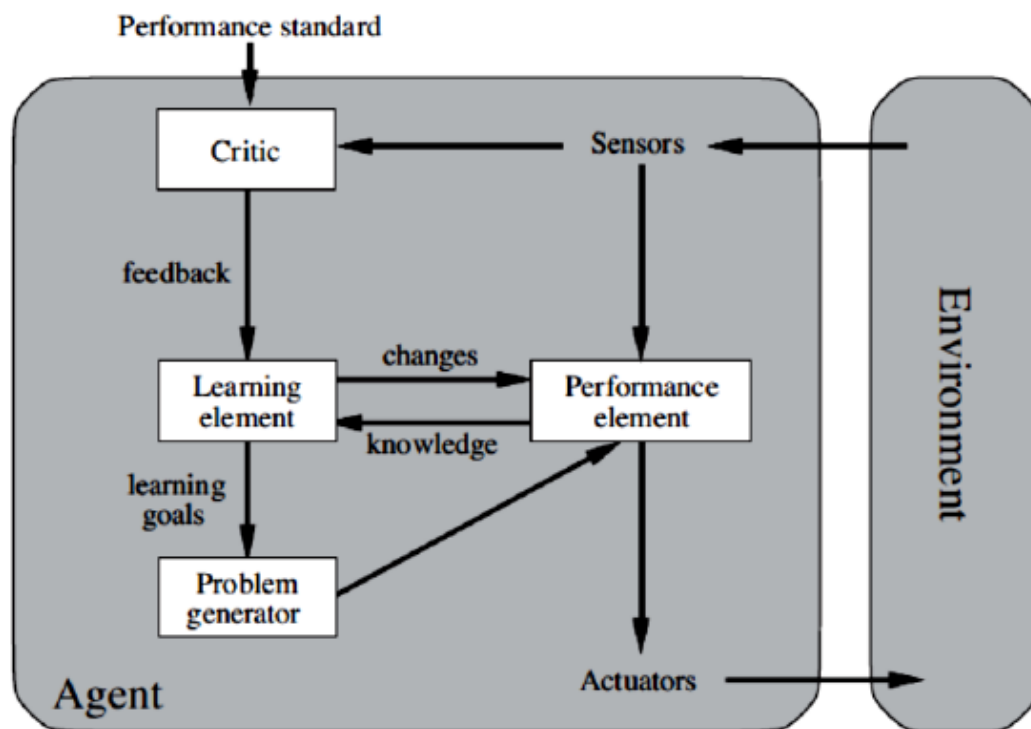 Performance standard
Critic
Sensors
feedback
changes
Learning
element
Performance
element
knowledge
learning
goals
Problem
generator
Agent
Actuators
Environment